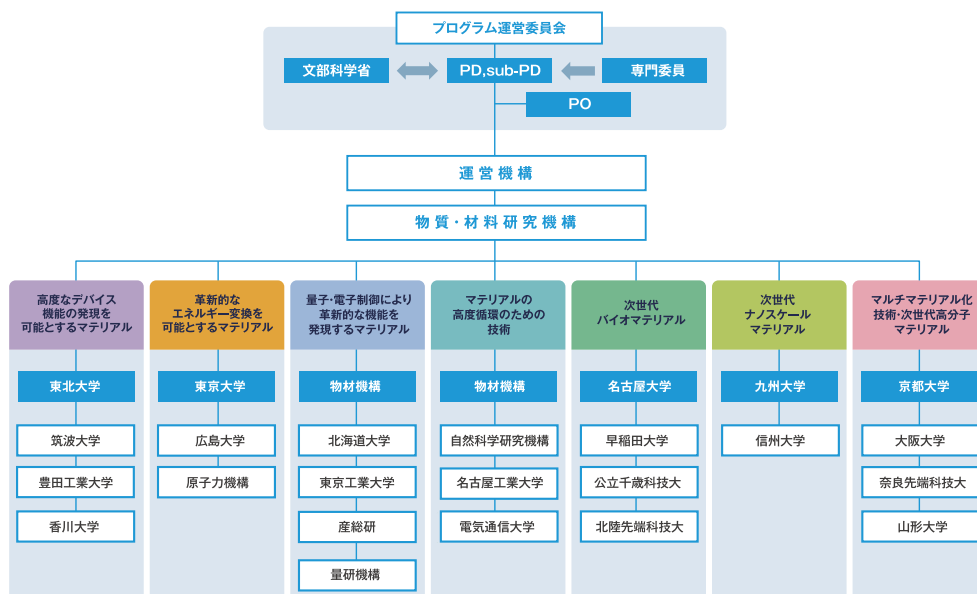 プログラム運営委員会
文部科学省
PD,sub-PD
専門委員
PO
運営機構
物質・材料研究機構
高度なデバイス
機能の発現を
可能とするマテリアル
東北大学
筑波大学
豊田工業大学
香川大学
革新的な
エネルギー変換を
可能とするマテリアル
東京大学
広島大学
原子力機構
量子・電子制御により
革新的な機能を
発現するマテリアル
物材機構
北海道大学
東京工業大学
産総研
量研機構
マテリアルの
高度循環のための
技術
物材機構
自然科学研究機構
名古屋工業大学
電気通信大学
次世代
バイオマテリアル
名古屋大学
早稲田大学
公立千歳科技大
北陸先端科技大
次世代
ナノスケール
マテリアル
九州大学
信州大学
マルチマテリアル化
技術・次世代高分子
マテリアル
京都大学
大阪大学
奈良先端科技大
山形大学